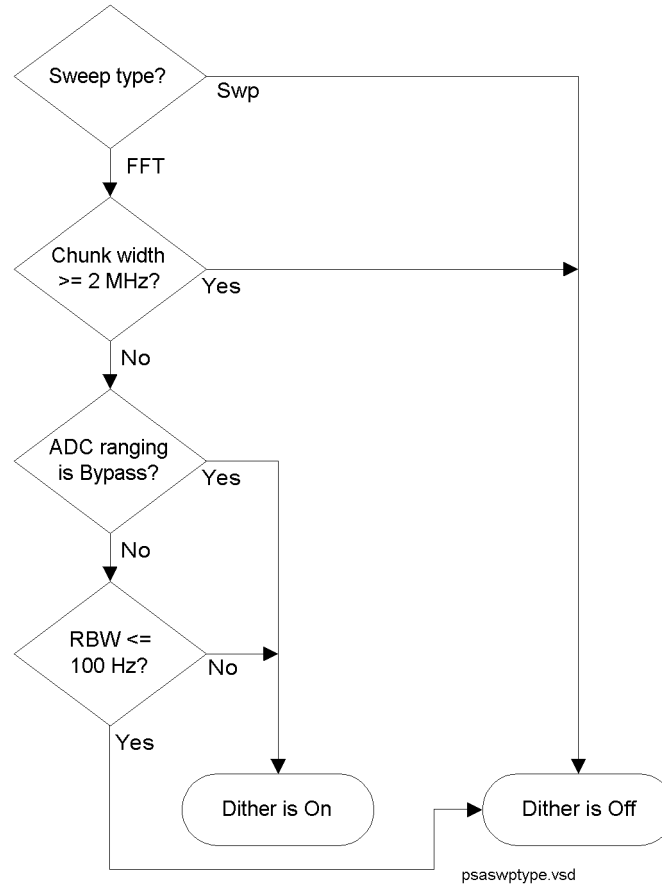 Sweep type?
Swp
FFT
Chunk width
>= 2 MHz?
Yes
No
ADC ranging
is Bypass?
Yes
No
RBW <=
100 Hz?
No
Yes
Dither is On
Dither is Off
psaswptype.vsd